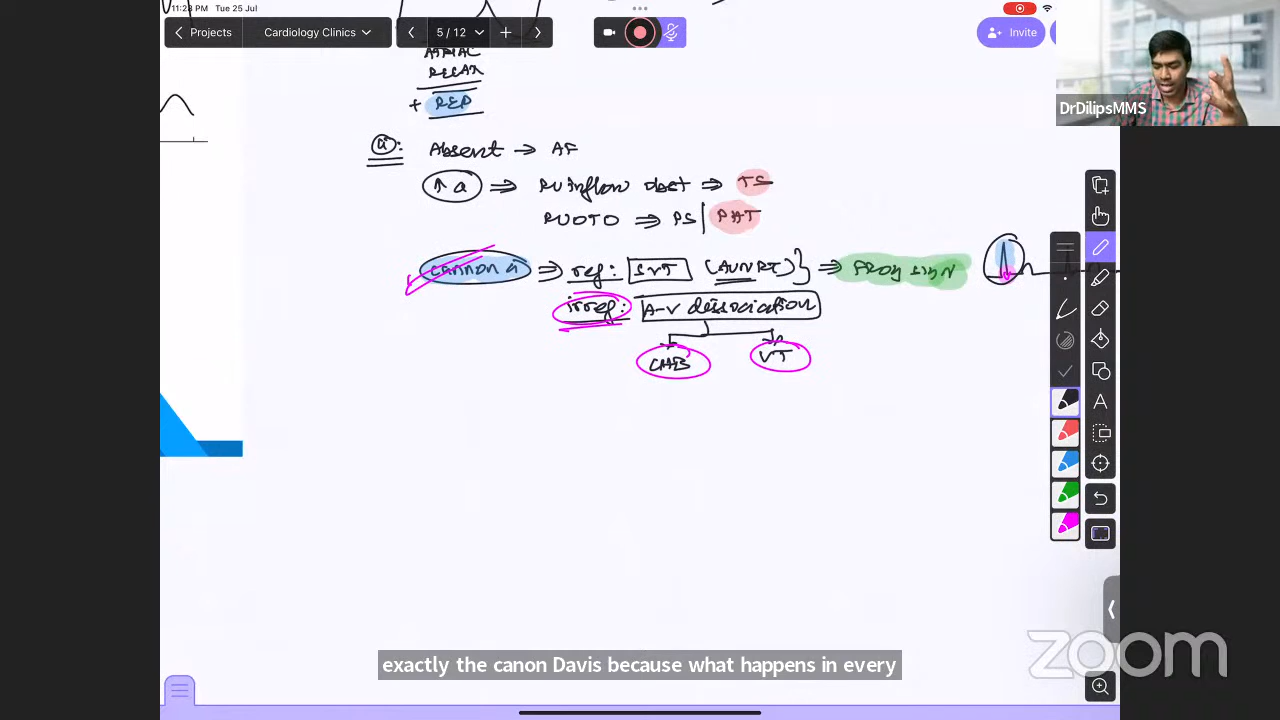 11:23 PM Tue 25 Jul
Projects
Cardiology Clinics
5 / 12
Invite
DrDilipsMMS
ATRIAC
RELAX
+ REP
a: Absent → AF
↑ a ⇒ RV inflow obst ⇒ TS
RVOTO ⇒ PS | PAT
cannon a ⇒ reg: SVT (AVNRT)} ⇒ FROG SIGN
irreg: A-V dissociation
CHB VT
A
exactly the canon Davis because what happens in every
zoom